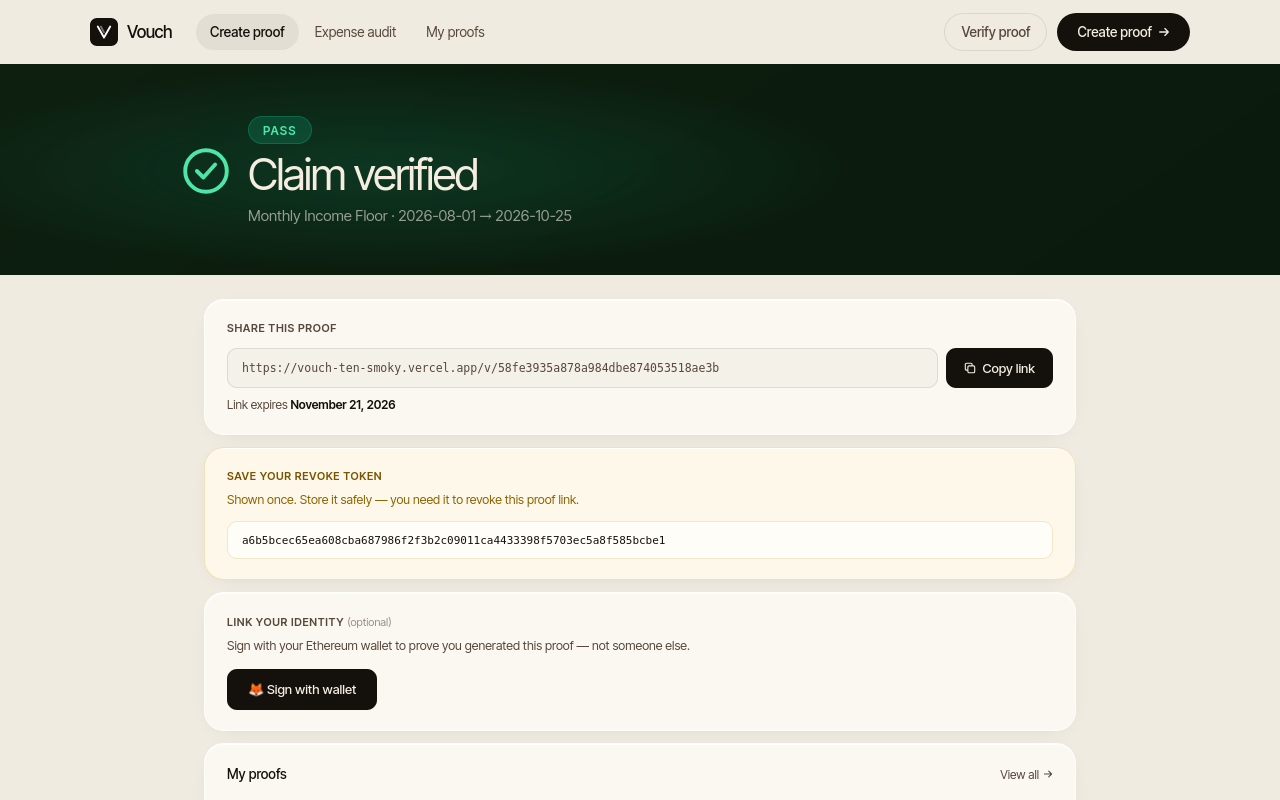 Vouch
Create proof
Expense audit
My proofs
Verify proof
Create proof →
PASS
Claim verified
Monthly Income Floor · 2026-08-01 → 2026-10-25
SHARE THIS PROOF
https://vouch-ten-smoky.vercel.app/v/58fe3935a878a984dbe874053518ae3b
Copy link
Link expires November 21, 2026
SAVE YOUR REVOKE TOKEN
Shown once. Store it safely — you need it to revoke this proof link.
a6b5bcec65ea608cba687986f2f3b2c09011ca4433398f5703ec5a8f585bcbe1
LINK YOUR IDENTITY (optional)
Sign with your Ethereum wallet to prove you generated this proof — not someone else.
🦊 Sign with wallet
My proofs
View all →